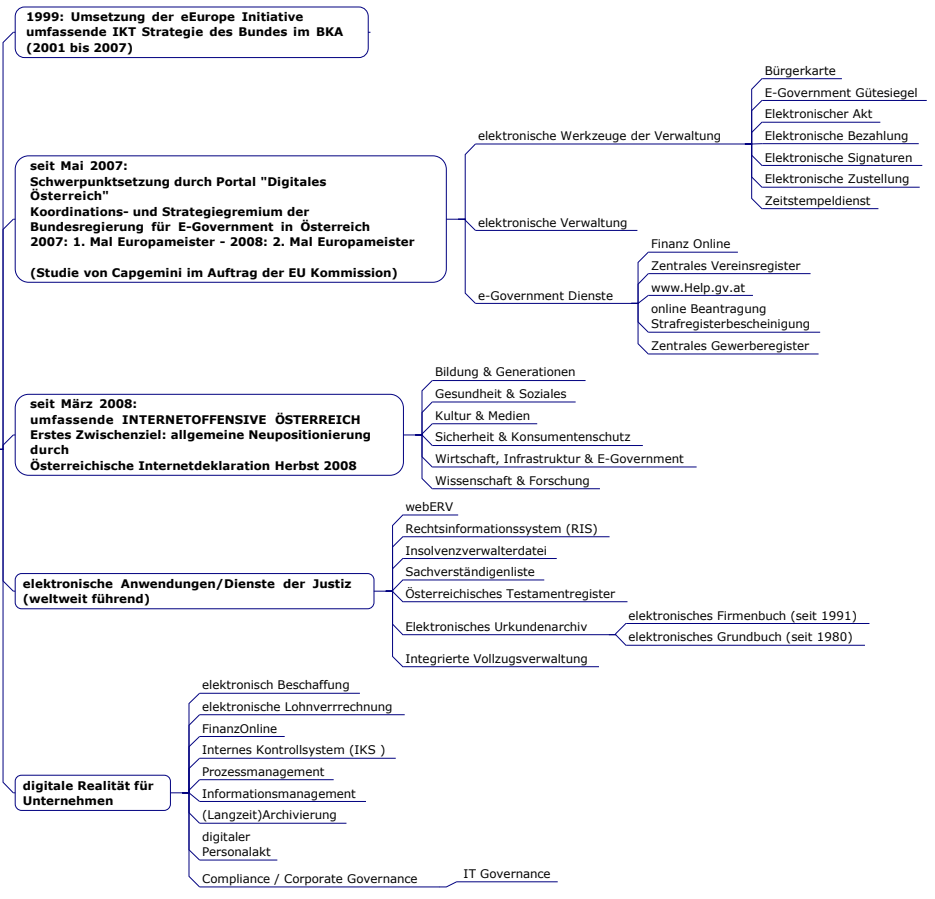 1999: Umsetzung der eEurope Initiative
umfassende IKT Strategie des Bundes im BKA
(2001 bis 2007)
seit Mai 2007:
Schwerpunktsetzung durch Portal "Digitales
Österreich"
Koordinations- und Strategiegremium der
Bundesregierung für E-Government in Österreich
2007: 1. Mal Europameister - 2008: 2. Mal Europameister
(Studie von Capgemini im Auftrag der EU Kommission)
elektronische Werkzeuge der Verwaltung
Bürgerkarte
E-Government Gütesiegel
Elektronischer Akt
Elektronische Bezahlung
Elektronische Signaturen
Elektronische Zustellung
Zeitstempeldienst
elektronische Verwaltung
e-Government Dienste
Finanz Online
Zentrales Vereinsregister
www.Help.gv.at
online Beantragung
Strafregisterbescheinigung
Zentrales Gewerberegister
seit März 2008:
umfassende INTERNETOFFENSIVE ÖSTERREICH
Erstes Zwischenziel: allgemeine Neupositionierung
durch
Österreichische Internetdeklaration Herbst 2008
Bildung & Generationen
Gesundheit & Soziales
Kultur & Medien
Sicherheit & Konsumentenschutz
Wirtschaft, Infrastruktur & E-Government
Wissenschaft & Forschung
elektronische Anwendungen/Dienste der Justiz
(weltweit führend)
webERV
Rechtsinformationssystem (RIS)
Insolvenzverwalterdatei
Sachverständigenliste
Österreichisches Testamentregister
Elektronisches Urkundenarchiv
elektronisches Firmenbuch (seit 1991)
elektronisches Grundbuch (seit 1980)
Integrierte Vollzugsverwaltung
digitale Realität für
Unternehmen
elektronisch Beschaffung
elektronische Lohnverrrechnung
FinanzOnline
Internes Kontrollsystem (IKS )
Prozessmanagement
Informationsmanagement
(Langzeit)Archivierung
digitaler
Personalakt
Compliance / Corporate Governance
IT Governance